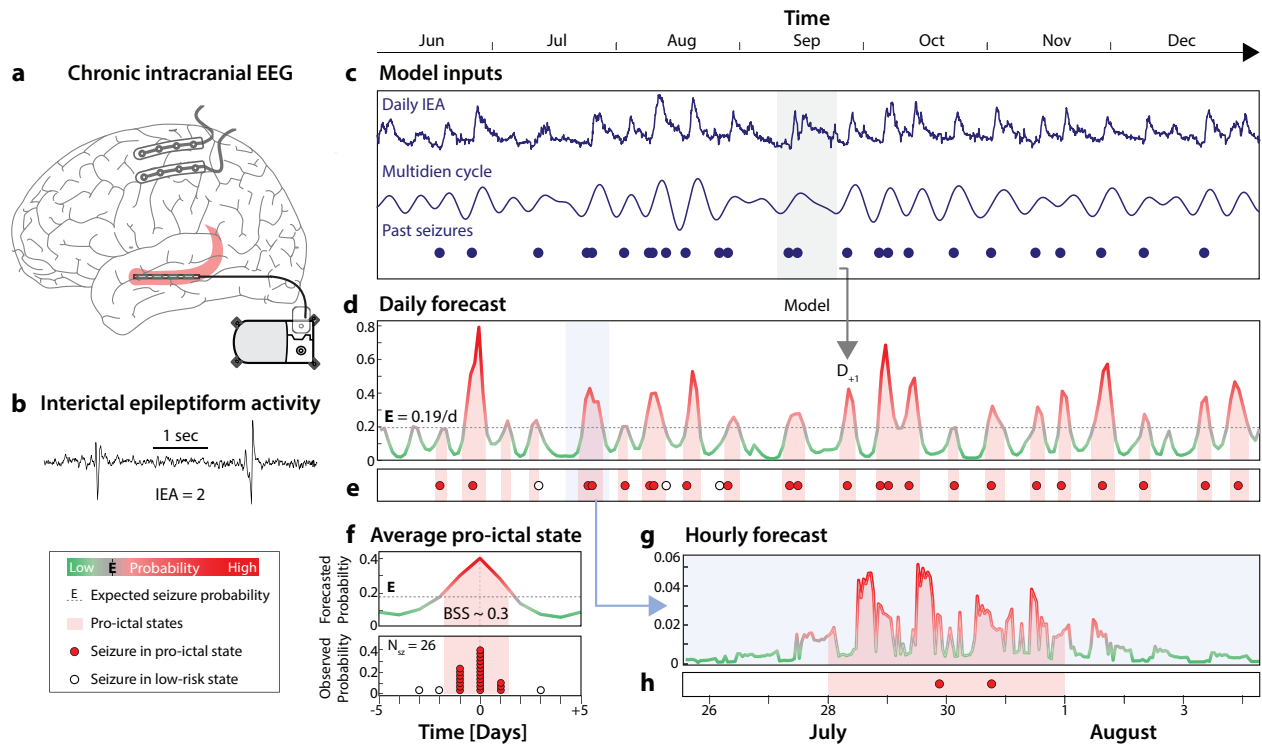 Time
Jun Jul Aug Sep Oct Nov Dec
a Chronic intracranial EEG
c Model inputs
Daily IEA
Multidien cycle
Past seizures
Model
d Daily forecast
D+1
0.8
0.6
0.4
E = 0.19/d
0.2
0
e
b Interictal epileptiform activity
1 sec
IEA = 2
Low E Probability High
E Expected seizure probability
Pro-ictal states
Seizure in pro-ictal state
Seizure in low-risk state
f Average pro-ictal state
Forecasted
Probabiltiy
0.4
E
0.2
BSS ~ 0.3
0
Observed
Probability
Nsz = 26
0.4
0.2
0
-5 0 +5
Time [Days]
g Hourly forecast
0.06
0.04
0.02
0
h
26 28 30 1 3
July August